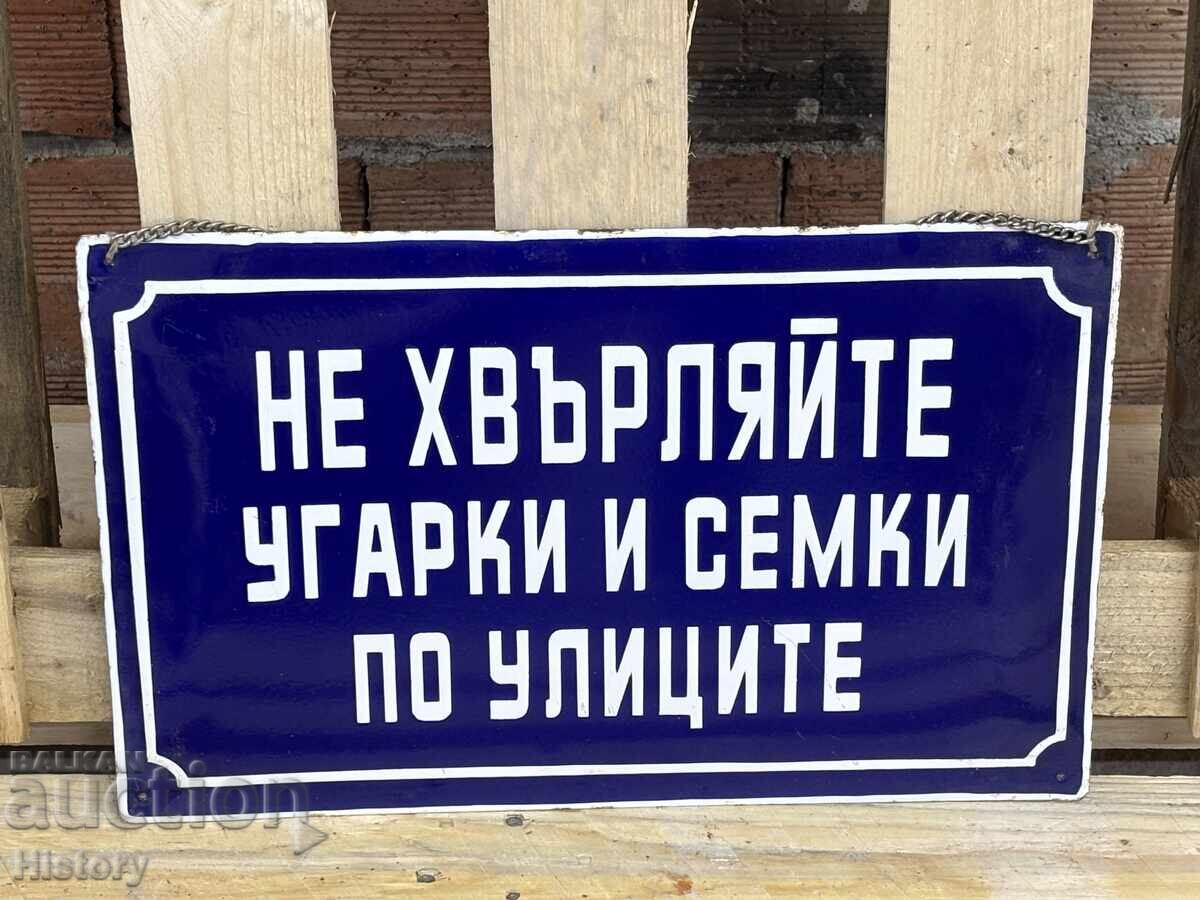 НЕ ХВЪРЛЯЙТЕ
УГАРКИ И СЕМКИ
ПО УЛИЦИТЕ
BALKAN
auction
History